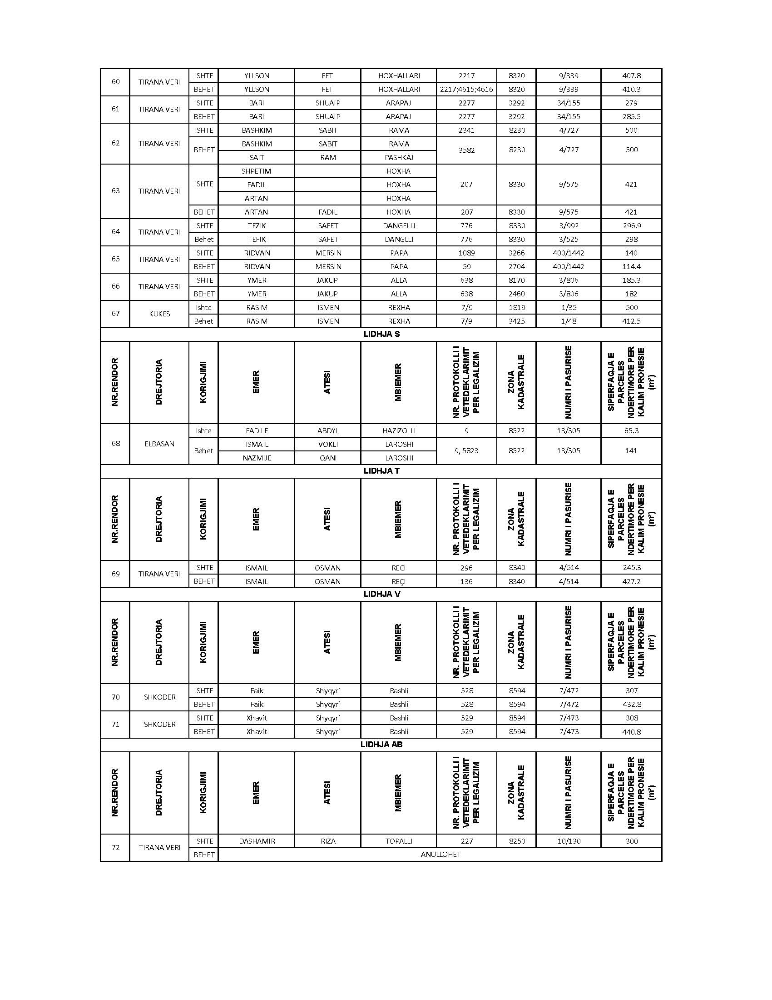 60 TIRANA VERI ISHTE YLLSON FETI HOXHALLARI 2217 8320 9/339 407.8
BEHET YLLSON FETI HOXHALLARI 2217;4615;4616 8320 9/339 410.3
61 TIRANA VERI ISHTE BARI SHUAIP ARAPAJ 2277 3292 34/155 279
BEHET BARI SHUAIP ARAPAJ 2277 3292 34/155 285.5
62 TIRANA VERI ISHTE BASHKIM SABIT RAMA 2341 8230 4/727 500
BEHET BASHKIM SABIT RAMA 3582 8230 4/727 500
SAIT RAM PASHKAJ
63 TIRANA VERI ISHTE SHPETIM HOXHA 207 8330 9/575 421
FADIL HOXHA
ARTAN HOXHA
BEHET ARTAN FADIL HOXHA 207 8330 9/575 421
64 TIRANA VERI ISHTE TEZIK SAFET DANGELLI 776 8330 3/992 296.9
Behet TEFIK SAFET DANGLLI 776 8330 3/525 298
65 TIRANA VERI ISHTE RIDVAN MERSIN PAPA 1089 3266 400/1442 140
BEHET RIDVAN MERSIN PAPA 59 2704 400/1442 114.4
66 TIRANA VERI ISHTE YMER JAKUP ALLA 638 8170 3/806 185.3
BEHET YMER JAKUP ALLA 638 2460 3/806 182
67 KUKES Ishte RASIM ISMEN REXHA 7/9 1819 1/35 500
Bëhet RASIM ISMEN REXHA 7/9 3425 1/48 412.5
LIDHJA S
NR.RENDOR
DREJTORIA
KORIGJIMI
EMER
ATESI
MBIEMER
NR. PROTOKOLLI I
VETEDEKLARIMIT
PER LEGALIZIM
ZONA
KADASTRALE
NUMRI I PASURISE
SIPERFAQJA E
PARCELES
NDERTIMORE PER
KALIM PRONESIE
(m²)
68 ELBASAN Ishte FADILE ABDYL HAZIZOLLI 9 8522 13/305 65.3
Behet ISMAIL VOKLI LAROSHI 9, 5823 8522 13/305 141
NAZMIJE QANI LAROSHI
LIDHJA T
NR.RENDOR
DREJTORIA
KORIGJIMI
EMER
ATESI
MBIEMER
NR. PROTOKOLLI I
VETEDEKLARIMIT
PER LEGALIZIM
ZONA
KADASTRALE
NUMRI I PASURISE
SIPERFAQJA E
PARCELES
NDERTIMORE PER
KALIM PRONESIE
(m²)
69 TIRANA VERI ISHTE ISMAIL OSMAN RECI 296 8340 4/514 245.3
BEHET ISMAIL OSMAN REÇI 136 8340 4/514 427.2
LIDHJA V
NR.RENDOR
DREJTORIA
KORIGJIMI
EMER
ATESI
MBIEMER
NR. PROTOKOLLI I
VETEDEKLARIMIT
PER LEGALIZIM
ZONA
KADASTRALE
NUMRI I PASURISE
SIPERFAQJA E
PARCELES
NDERTIMORE PER
KALIM PRONESIE
(m²)
70 SHKODER ISHTE Faik Shyqyri Bashli 528 8594 7/472 307
BEHET Faik Shyqyri Bashli 528 8594 7/472 432.8
71 SHKODER ISHTE Xhavit Shyqyri Bashli 529 8594 7/473 308
BEHET Xhavit Shyqyri Bashli 529 8594 7/473 440.8
LIDHJA AB
NR.RENDOR
DREJTORIA
KORIGJIMI
EMER
ATESI
MBIEMER
NR. PROTOKOLLI I
VETEDEKLARIMIT
PER LEGALIZIM
ZONA
KADASTRALE
NUMRI I PASURISE
SIPERFAQJA E
PARCELES
NDERTIMORE PER
KALIM PRONESIE
(m²)
72 TIRANA VERI ISHTE DASHAMIR RIZA TOPALLI 227 8250 10/130 300
BEHET ANULLOHET